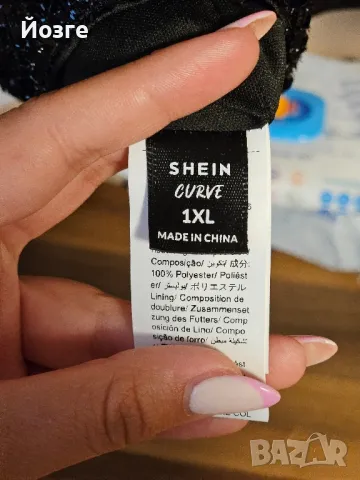 Йозге
SHEIN
CURVE
1XL
MADE IN CHINA
Composição/ تكوين/ 成分:
100% Polyester/ Poliést
er/ بوليستر/ ポリエステル
Lining/ Composition de
doublure/ Zusammenset
zung des Futters/ Comp
osición de Lino/ Compo
sição de forro/ تشكيلة مبطن/
BAZAR